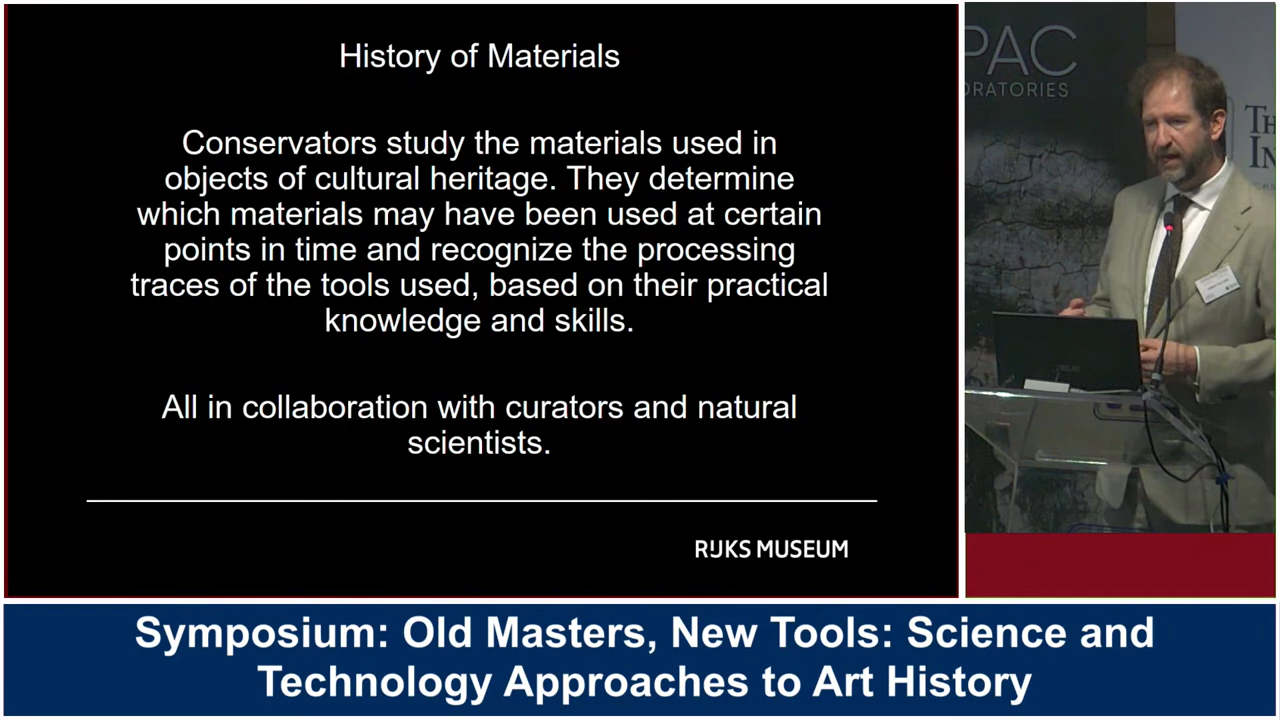 History of Materials
Conservators study the materials used in
objects of cultural heritage. They determine
which materials may have been used at certain
points in time and recognize the processing
traces of the tools used, based on their practical
knowledge and skills.
All in collaboration with curators and natural
scientists.
RIJKS MUSEUM
PAC
ORATORIES
TH
IN
Symposium: Old Masters, New Tools: Science and
Technology Approaches to Art History